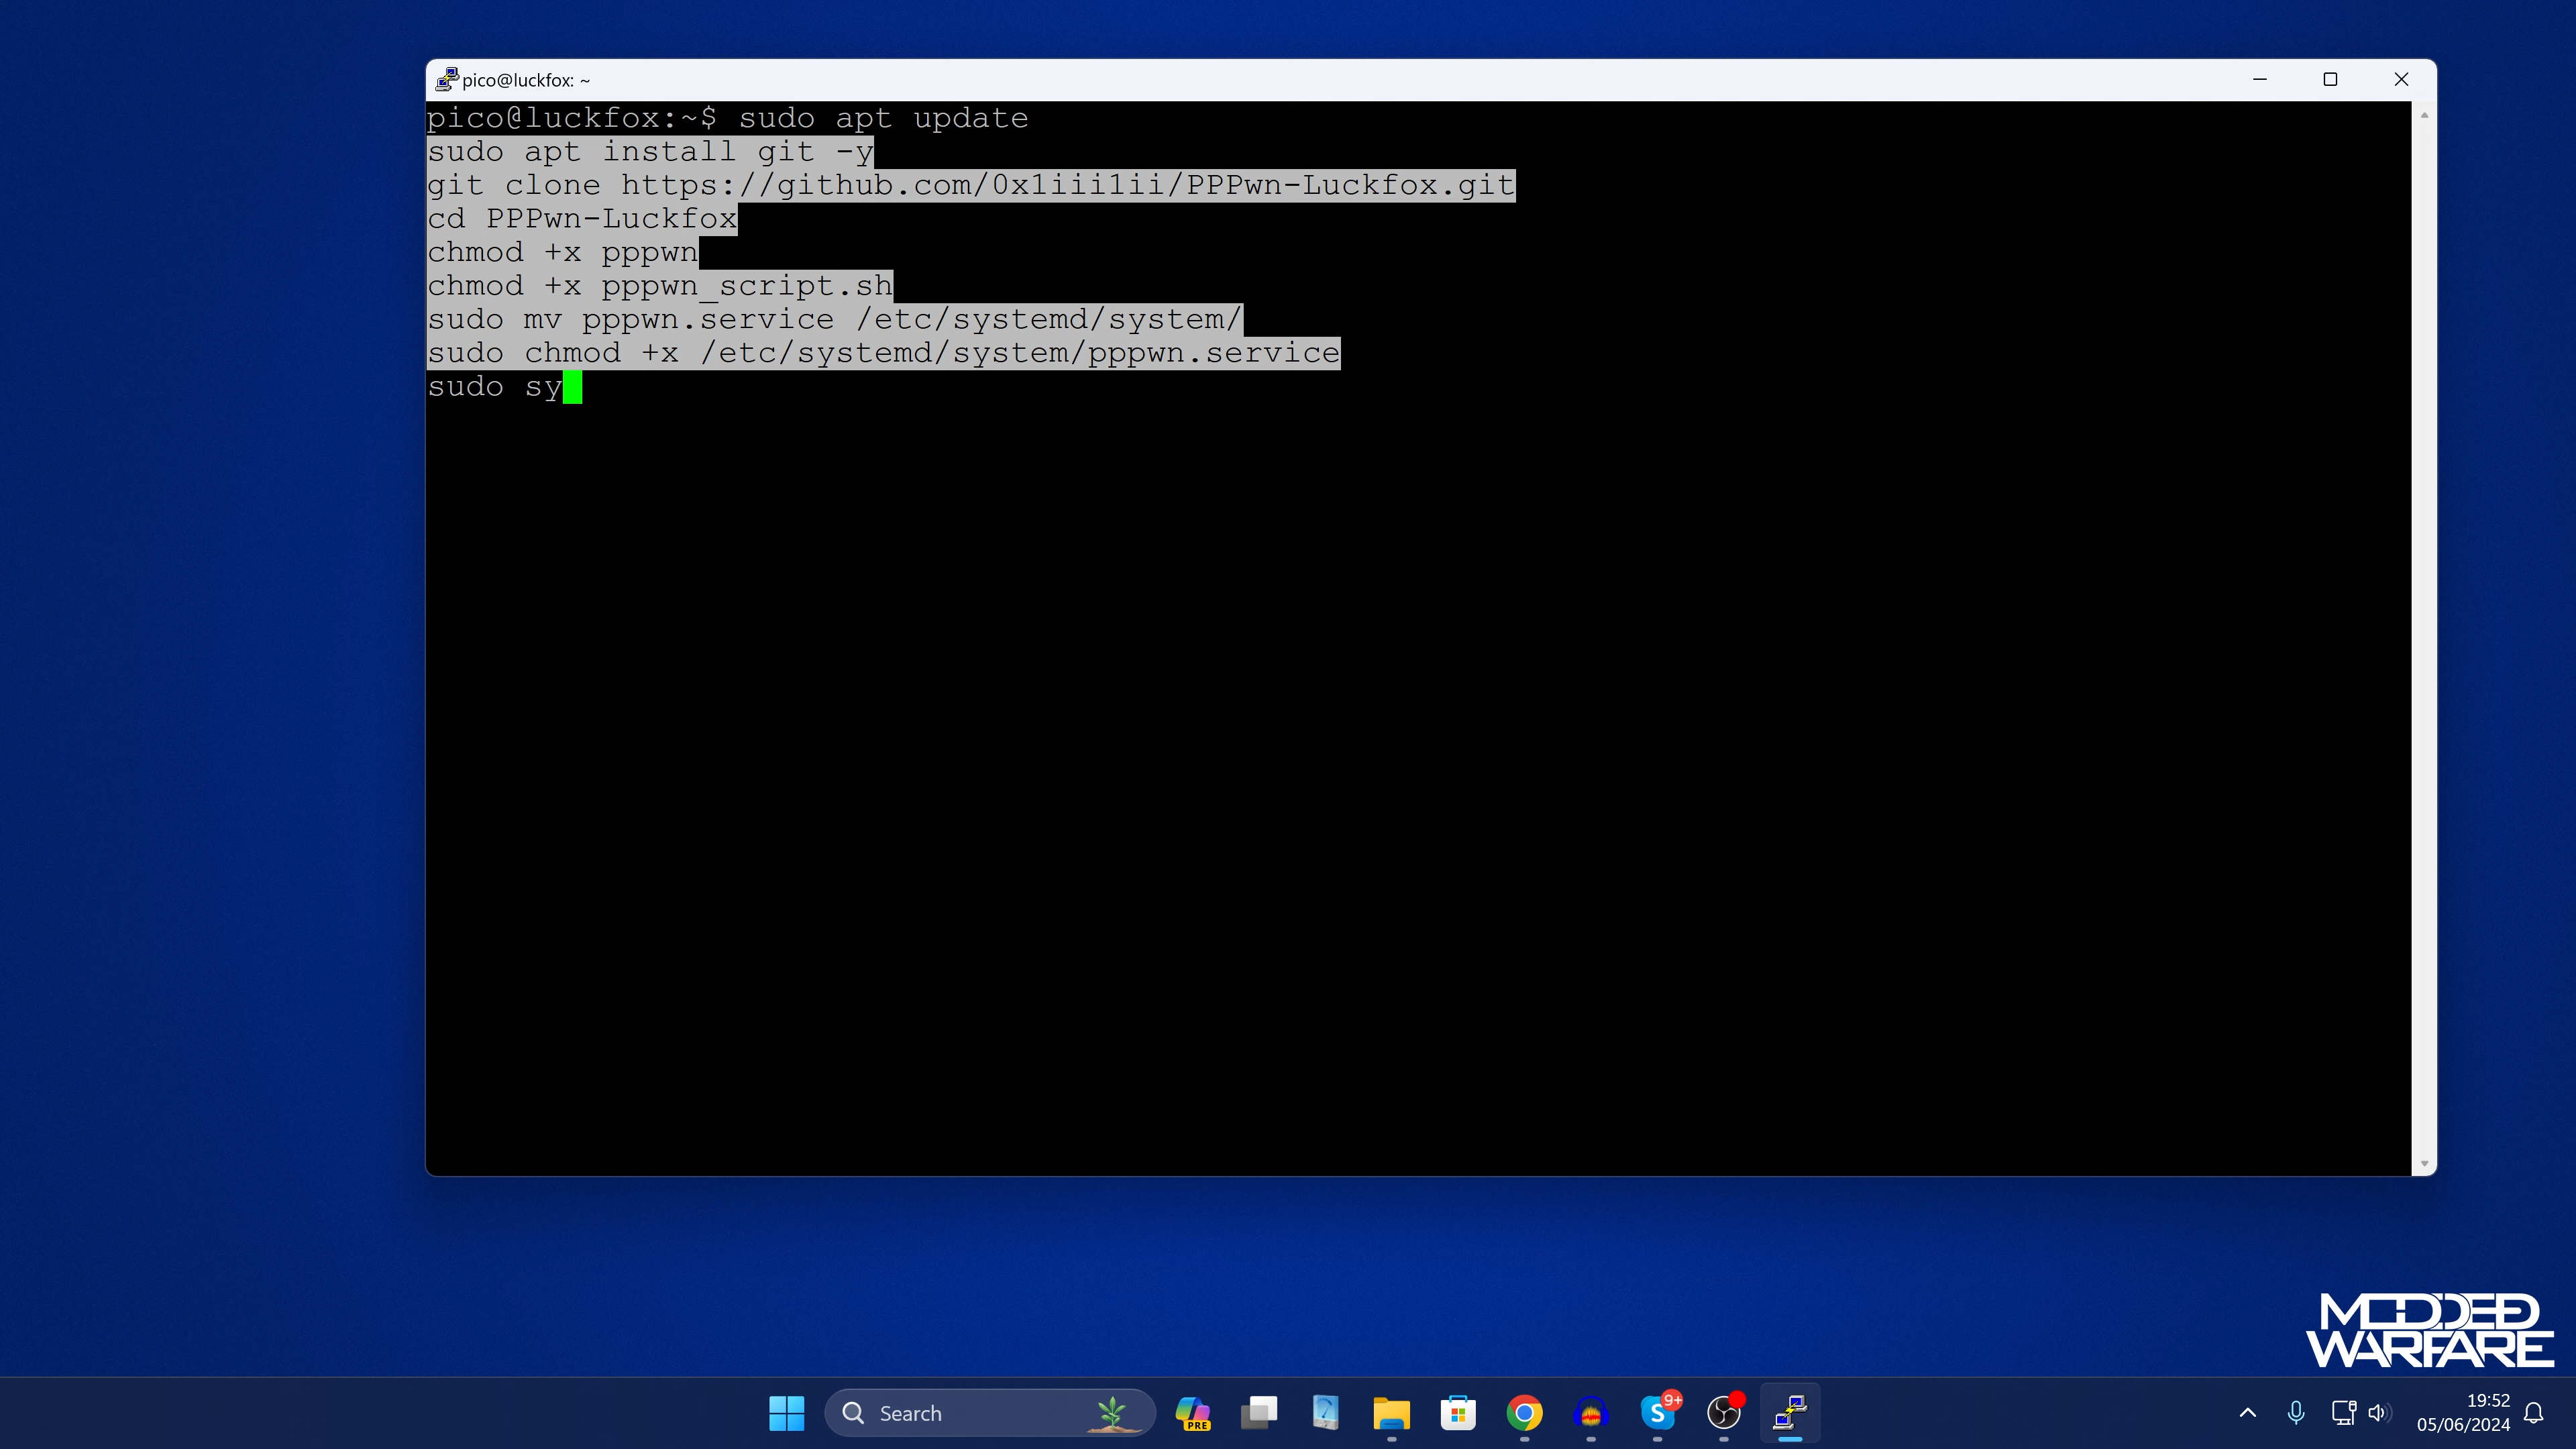 pico@luckfox: ~
pico@luckfox:~$ sudo apt update
sudo apt install git -y
git clone https://github.com/0x1iii1ii/PPPwn-Luckfox.git
cd PPPwn-Luckfox
chmod +x pppwn
chmod +x pppwn_script.sh
sudo mv pppwn.service /etc/systemd/system/
sudo chmod +x /etc/systemd/system/pppwn.service
sudo sy
MODDED
WARFARE
Search
PRE
S
9+
19:52
05/06/2024